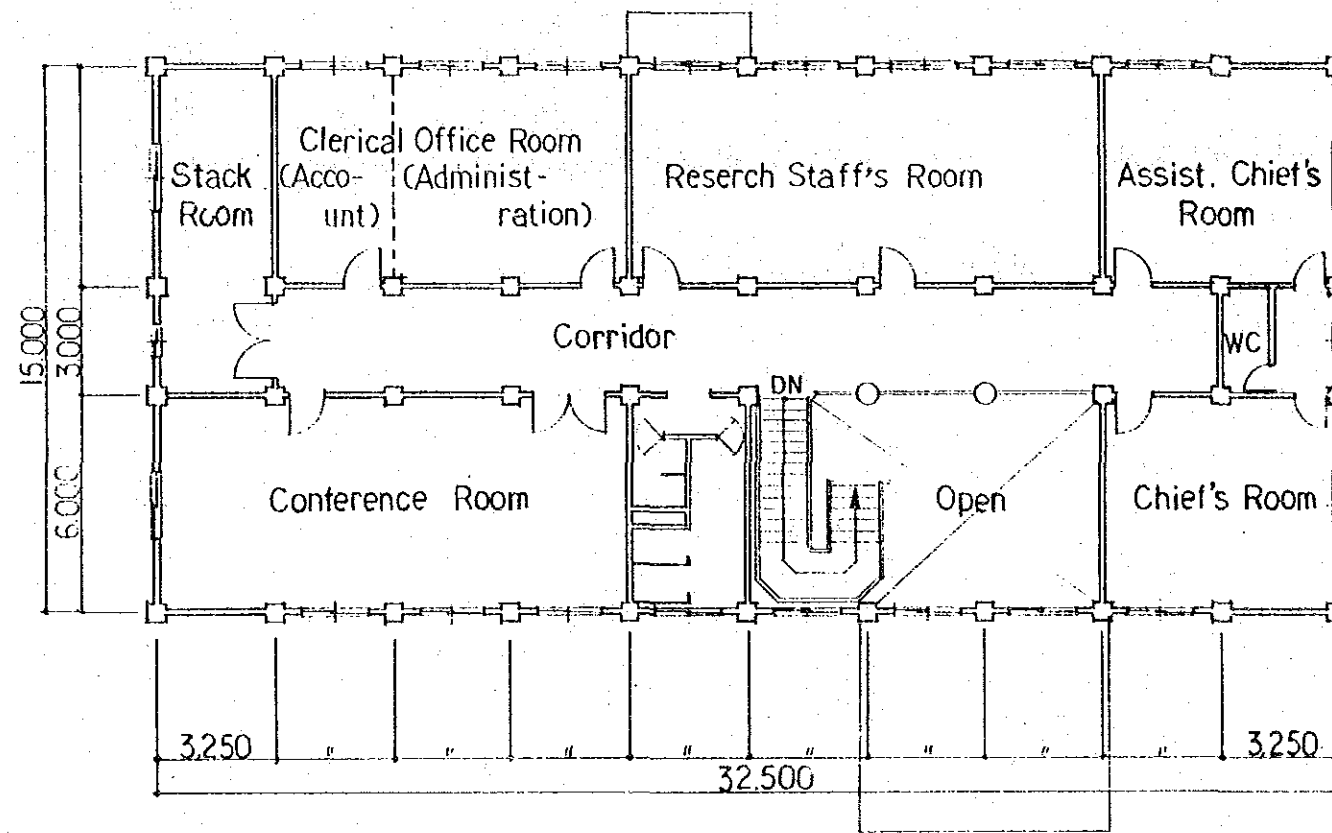 Clerical Office Room
Stack
Room
(Acco-
unt)
(Administ-
ration)
Reserch Staff's Room
Assist. Chief's
Room
15.000
3.000
6.000
Corridor
WC
DN
Conference Room
Open
Chief's Room
3,250 " " " " " " " " 3,250
32.500